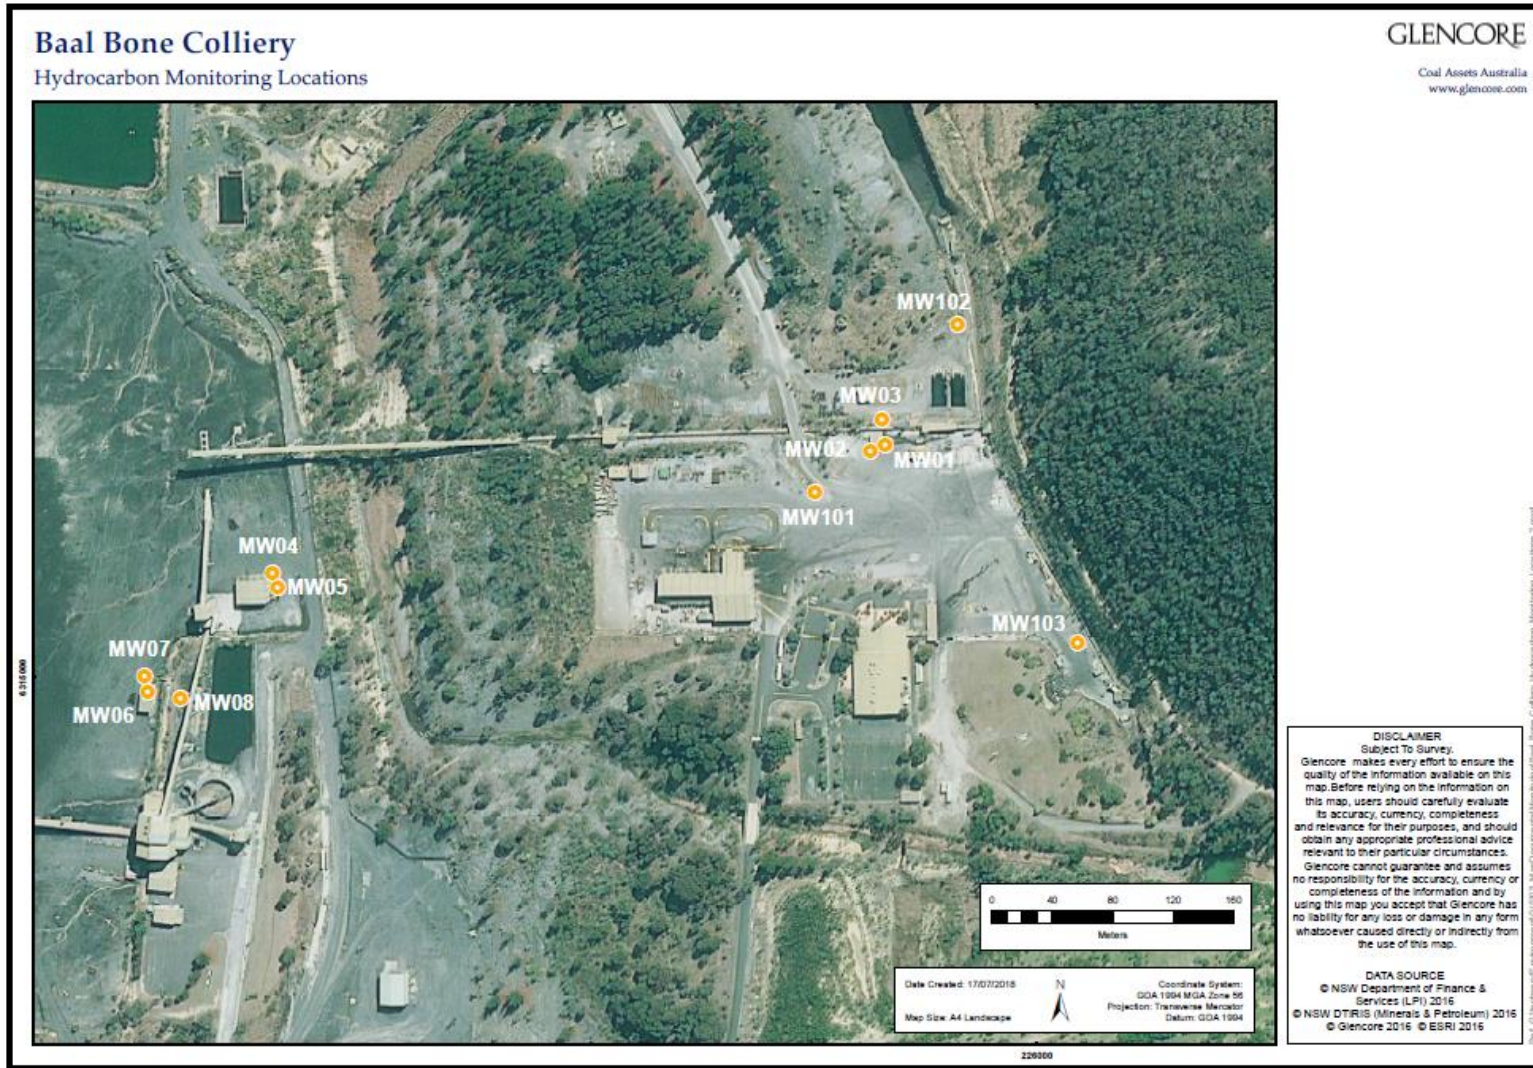 Baal Bone Colliery
Hydrocarbon Monitoring Locations
GLENCORE
Coal Assets Australia
www.glencore.com
MW102
MW03
MW02
MW01
MW101
MW04
MW05
MW103
MW07
MW08
MW06
6315000
226000
0 40 80 120 160
Meters
Date Created: 17/07/2018
Map Size: A4 Landscape
N
Coordinate System:
GDA 1994 MGA Zone 56
Projection: Transverse Mercator
Datum: GDA 1994
DISCLAIMER
Subject To Survey.
Glencore makes every effort to ensure the
quality of the information available on this
map.Before relying on the information on
this map, users should carefully evaluate
its accuracy, currency, completeness
and relevance for their purposes, and should
obtain any appropriate professional advice
relevant to their particular circumstances.
Glencore cannot guarantee and assumes
no responsibility for the accuracy, currency or
completeness of the information and by
using this map you accept that Glencore has
no liability for any loss or damage in any form
whatsoever caused directly or indirectly from
the use of this map.
DATA SOURCE
© NSW Department of Finance &
Services (LPI) 2016
© NSW DTIRIS (Minerals & Petroleum) 2016
© Glencore 2016 © ESRI 2016